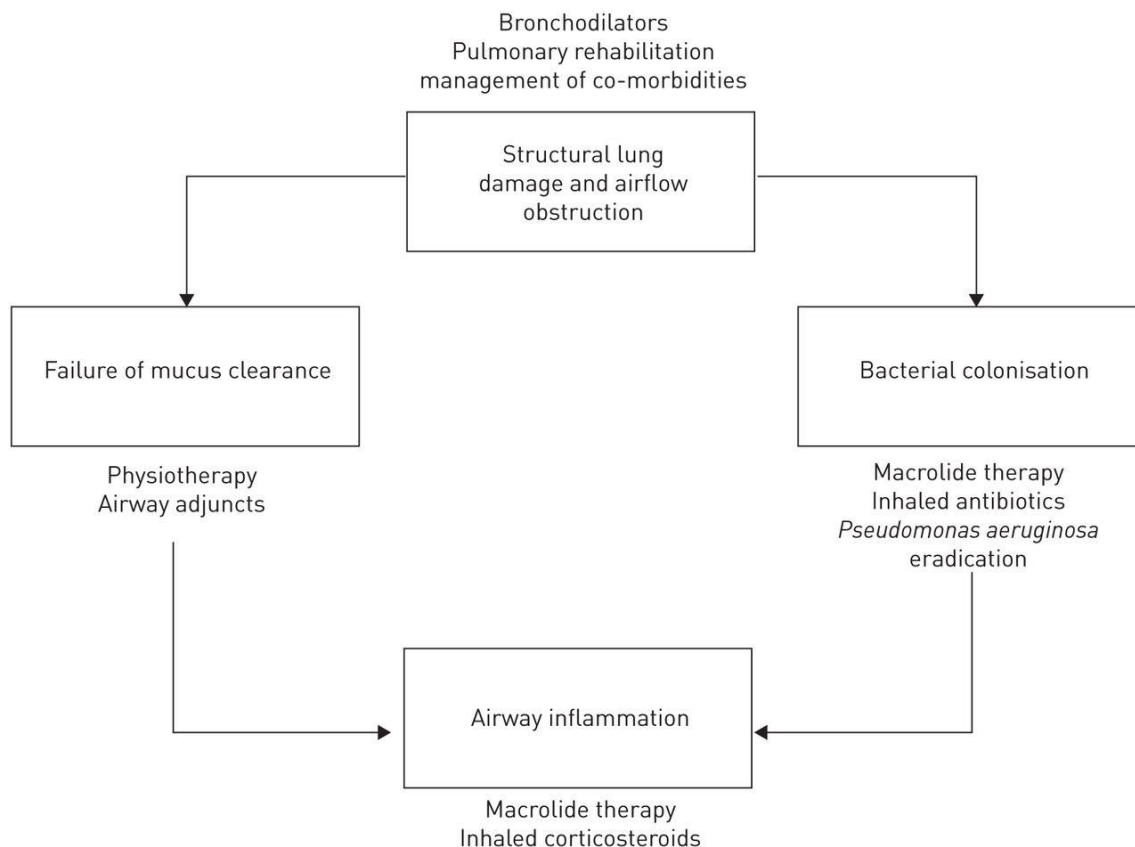 Bronchodilators
Pulmonary rehabilitation
management of co-morbidities
Structural lung
damage and airflow
obstruction
Failure of mucus clearance
Physiotherapy
Airway adjuncts
Bacterial colonisation
Macrolide therapy
Inhaled antibiotics
Pseudomonas aeruginosa
eradication
Airway inflammation
Macrolide therapy
Inhaled corticosteroids